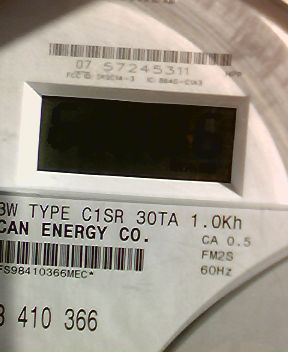 07 57245311
HPP
3W TYPE C1SR 30TA 1.0Kh
CAN ENERGY CO.
CA 0.5
FM2S
60Hz
FS98410366MEC*
3 410 366